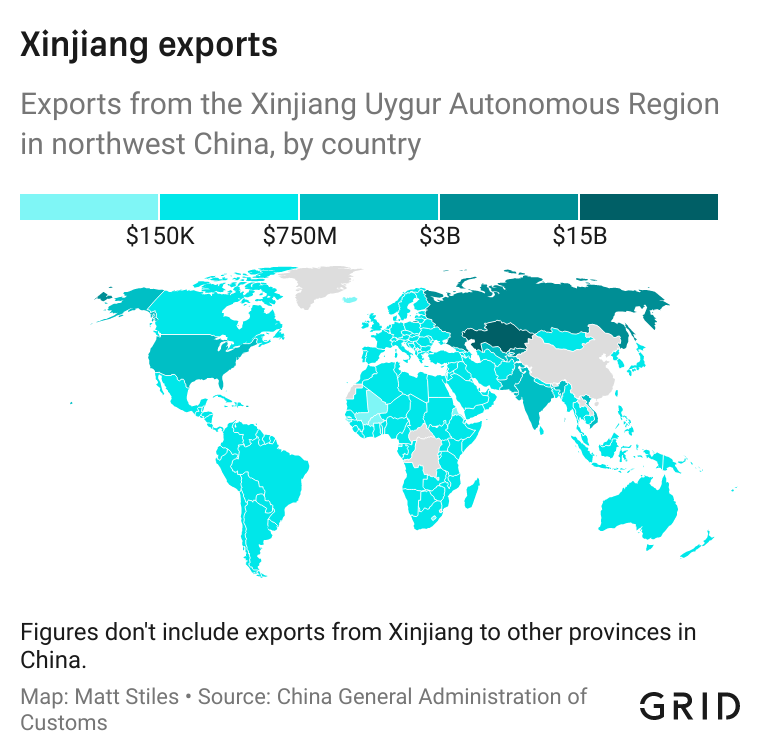 Xinjiang exports
Exports from the Xinjiang Uygur Autonomous Region
in northwest China, by country
$150K $750M $3B $15B
Figures don't include exports from Xinjiang to other provinces in
China.
Map: Matt Stiles • Source: China General Administration of
Customs
GRID